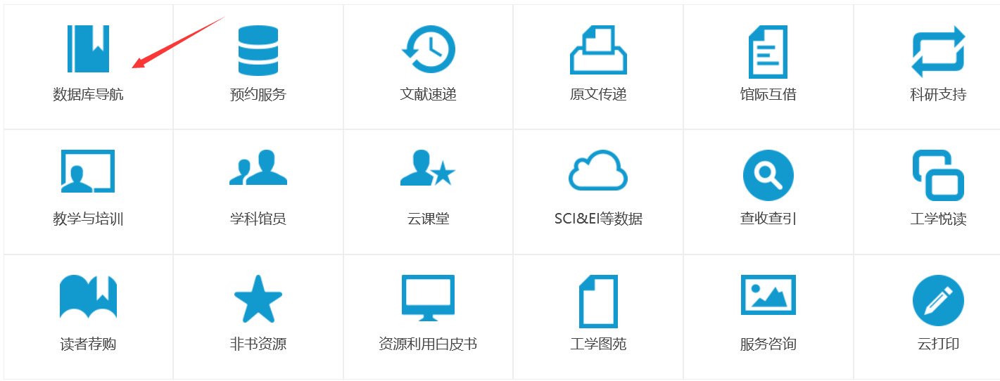 数据库导航
预约服务
文献速递
原文传递
馆际互借
科研支持
教学与培训
学科馆员
云课堂
SCI&EI等数据
查收查引
工学悦读
读者荐购
非书资源
资源利用白皮书
工学图苑
服务咨询
云打印